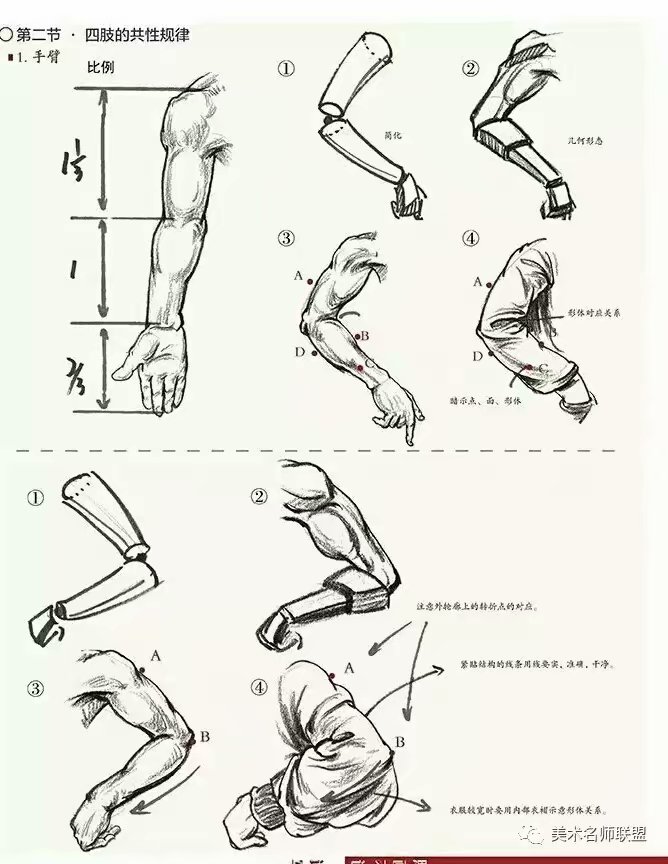 第二节 · 四肢的共性规律
1. 手臂
比例
1 1/3
1
2/3
①
简化
②
几何形态
③
A
B
C
D
④
A
B
C
D
形体对应关系
暗示点、面、形体
①
②
注意外轮廓上的转折点的对应。
③
A
B
④
A
B
紧贴结构的线条用线要实，准确，干净。
衣服较宽时要用内部衣褶示意形体关系。
美术名师联盟